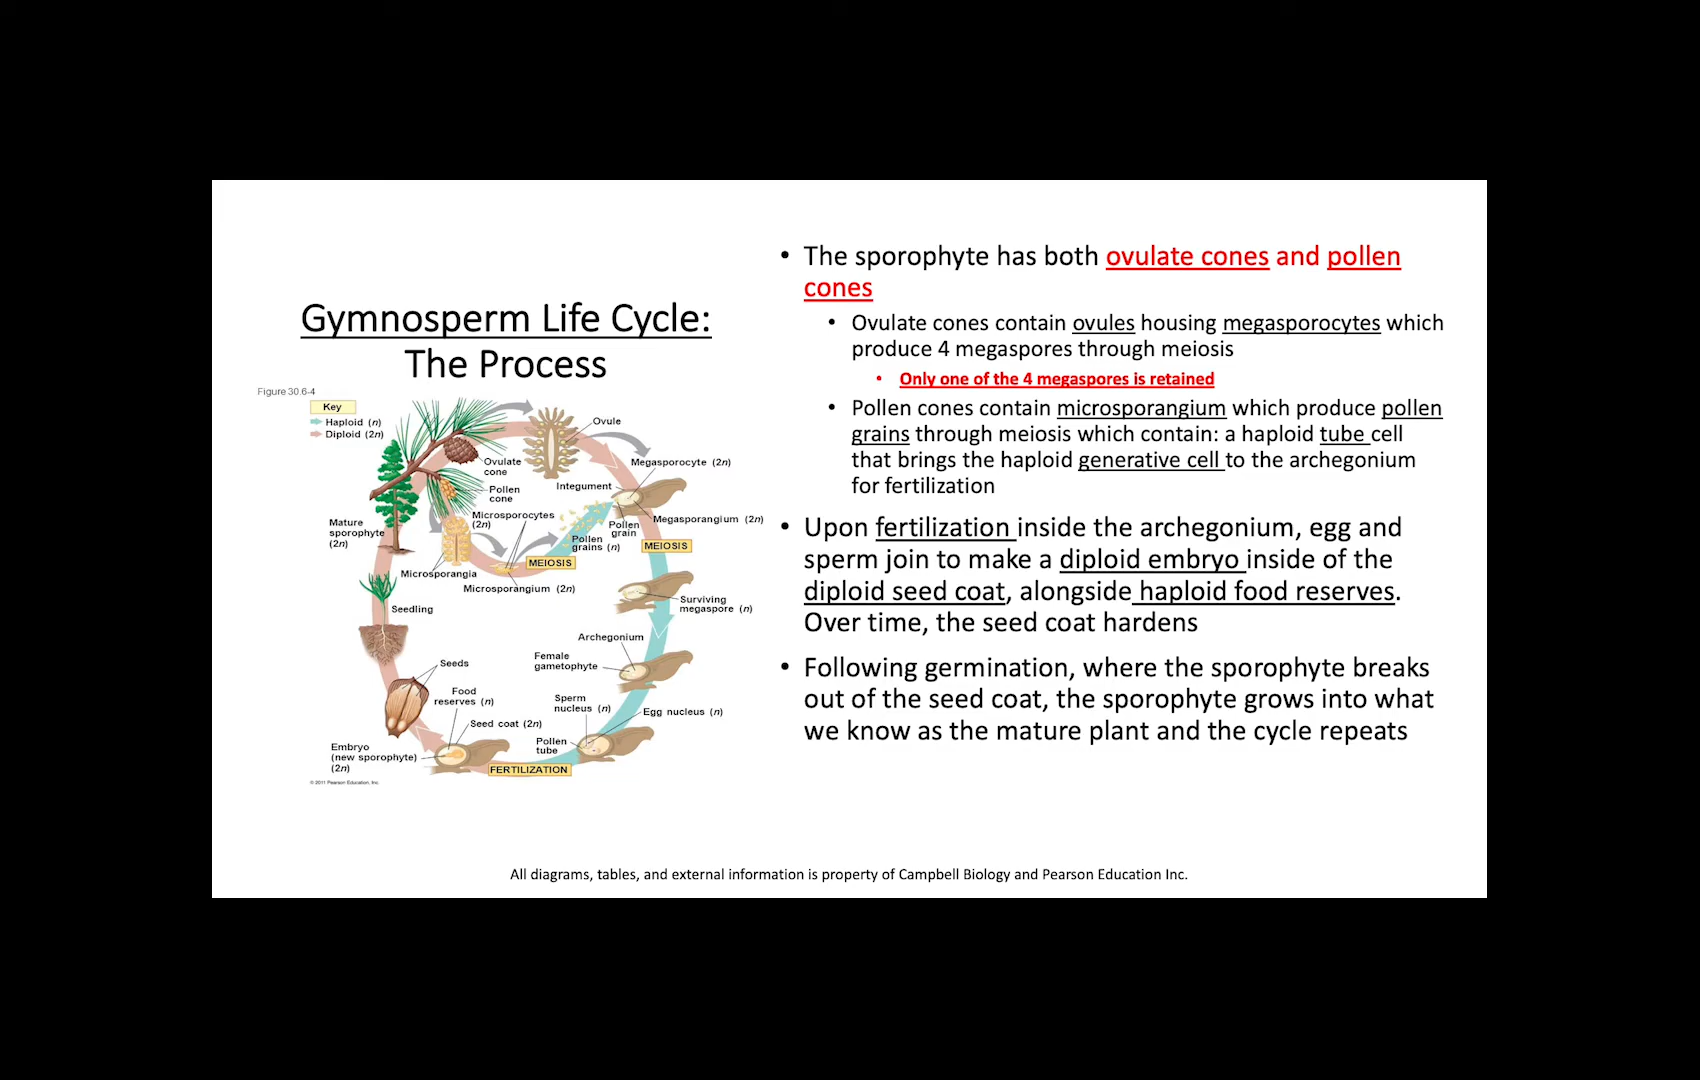 Gymnosperm Life Cycle:
The Process
Figure 30.6-4
Key
Haploid (n)
Diploid (2n)
Ovule
Ovulate
cone
Megasporocyte (2n)
Integument
Pollen
cone
Microsporocytes
(2n)
Megasporangium (2n)
Pollen
grain
Mature
sporophyte
(2n)
Pollen
grains (n)
MEIOSIS
MEIOSIS
Microsporangia
Microsporangium (2n)
Surviving
megaspore (n)
Seedling
Archegonium
Female
gametophyte
Seeds
Food
reserves (n)
Sperm
nucleus (n)
Egg nucleus (n)
Seed coat (2n)
Pollen
tube
Embryo
(new sporophyte)
(2n)
FERTILIZATION
© 2011 Pearson Education, Inc.
• The sporophyte has both ovulate cones and pollen
cones
• Ovulate cones contain ovules housing megasporocytes which
produce 4 megaspores through meiosis
• Only one of the 4 megaspores is retained
• Pollen cones contain microsporangium which produce pollen
grains through meiosis which contain: a haploid tube cell
that brings the haploid generative cell to the archegonium
for fertilization
• Upon fertilization inside the archegonium, egg and
sperm join to make a diploid embryo inside of the
diploid seed coat, alongside haploid food reserves.
Over time, the seed coat hardens
• Following germination, where the sporophyte breaks
out of the seed coat, the sporophyte grows into what
we know as the mature plant and the cycle repeats
All diagrams, tables, and external information is property of Campbell Biology and Pearson Education Inc.